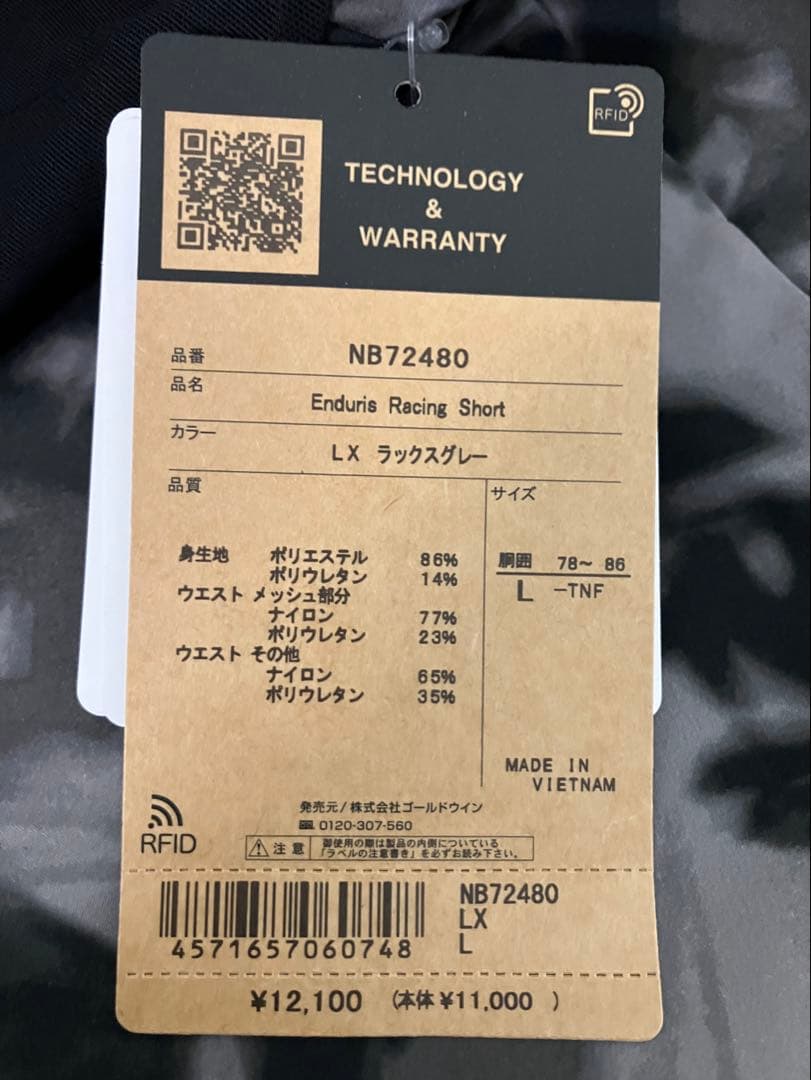 RFID
TECHNOLOGY
&
WARRANTY
品番 NB72480
品名 Enduris Racing Short
カラー LX ラックスグレー
品質
身生地 ポリエステル 86%
ポリウレタン 14%
ウエスト メッシュ部分
ナイロン 77%
ポリウレタン 23%
ウエスト その他
ナイロン 65%
ポリウレタン 35%
サイズ
胴囲 78~ 86
L -TNF
MADE IN
VIETNAM
RFID
発売元/株式会社ゴールドウイン
0120-307-560
注意 御使用の際は製品の内側についている
「ラベルの注意書き」を必ずお読み下さい。
4571657060748
NB72480
LX
L
¥12,100 (本体¥11,000 )